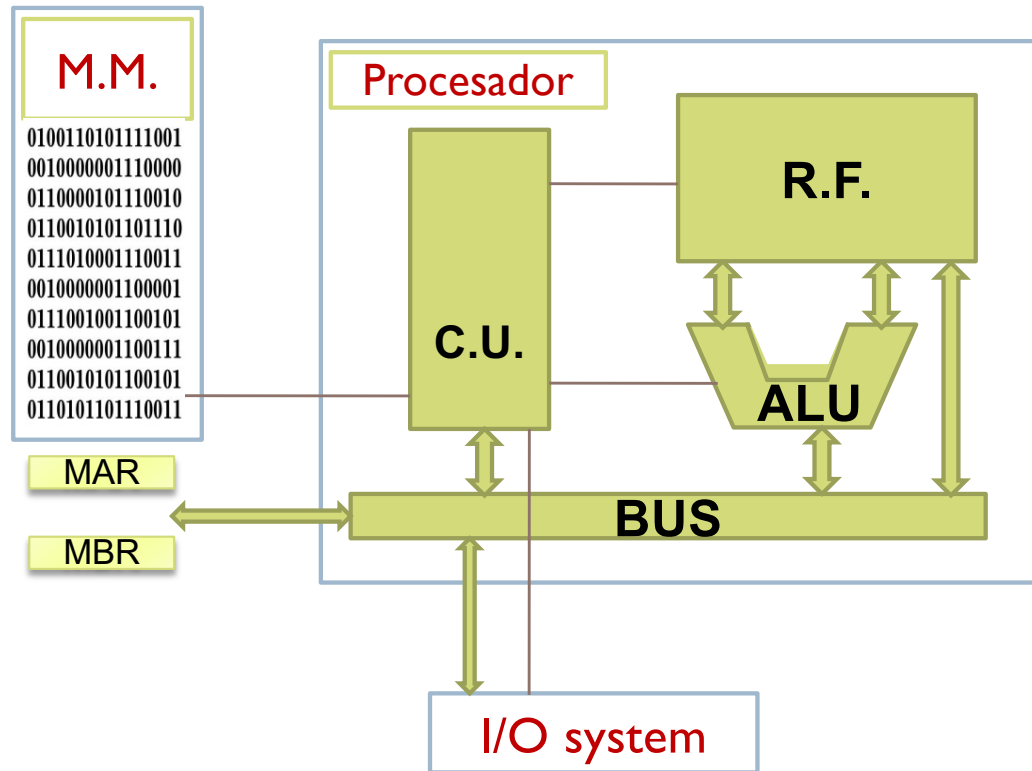 M.M.
0100110101111001
0010000001110000
0110000101110010
0110010101101110
0111010001110011
0010000001100001
0111001001100101
0010000001100111
0110010101100101
0110101101110011
MAR
MBR
Procesador
C.U.
R.F.
ALU
BUS
I/O system